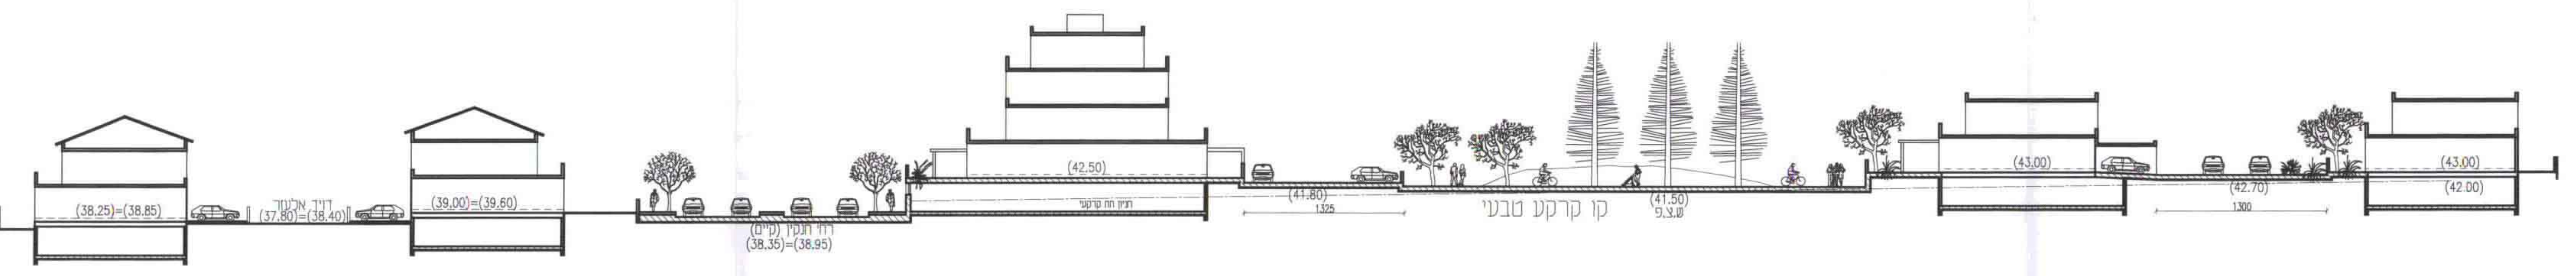 (38.25)=(38.85)
דויד אלעזר
(37.80)=(38.40)
(39.00)=(39.60)
רח' חנקין (קיים)
(38.35)=(38.95)
(42.50)
חניון תת קרקעי
(41.80)
1325
קו קרקע טבעי
(41.50)
ש.צ.פ
(43.00)
(42.70)
1300
(43.00)
(42.00)